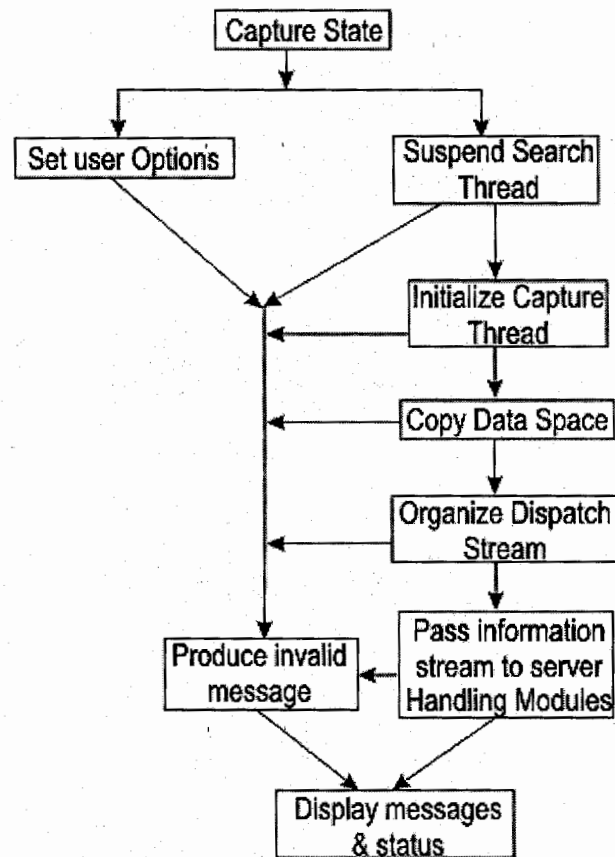 Capture State
Set user Options
Suspend Search
Thread
Initialize Capture
Thread
Copy Data Space
Organize Dispatch
Stream
Pass information
stream to server
Handling Modules
Produce invalid
message
Display messages
& status